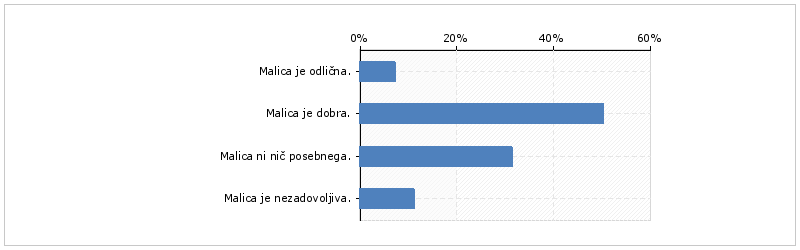 0% 20% 40% 60%
Malica je odlična.
Malica je dobra.
Malica ni nič posebnega.
Malica je nezadovoljiva.